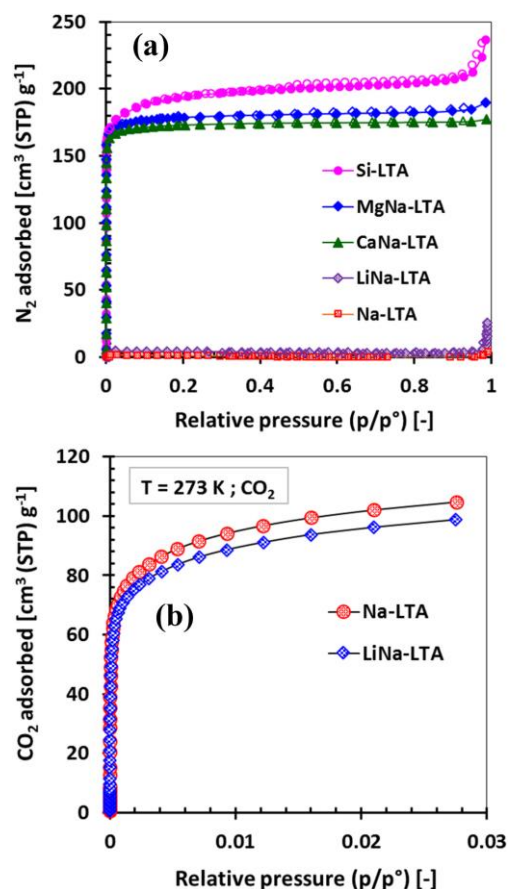 (a)
250
200
150
100
50
0
N₂ adsorbed [cm³ (STP) g⁻¹]
Si-LTA
MgNa-LTA
CaNa-LTA
LiNa-LTA
Na-LTA
0 0.2 0.4 0.6 0.8 1
Relative pressure (p/p°) [-]
T = 273 K ; CO₂
120
100
80
60
40
20
0
CO₂ adsorbed [cm³ (STP) g⁻¹]
Na-LTA
LiNa-LTA
(b)
0 0.01 0.02 0.03
Relative pressure (p/p°) [-]